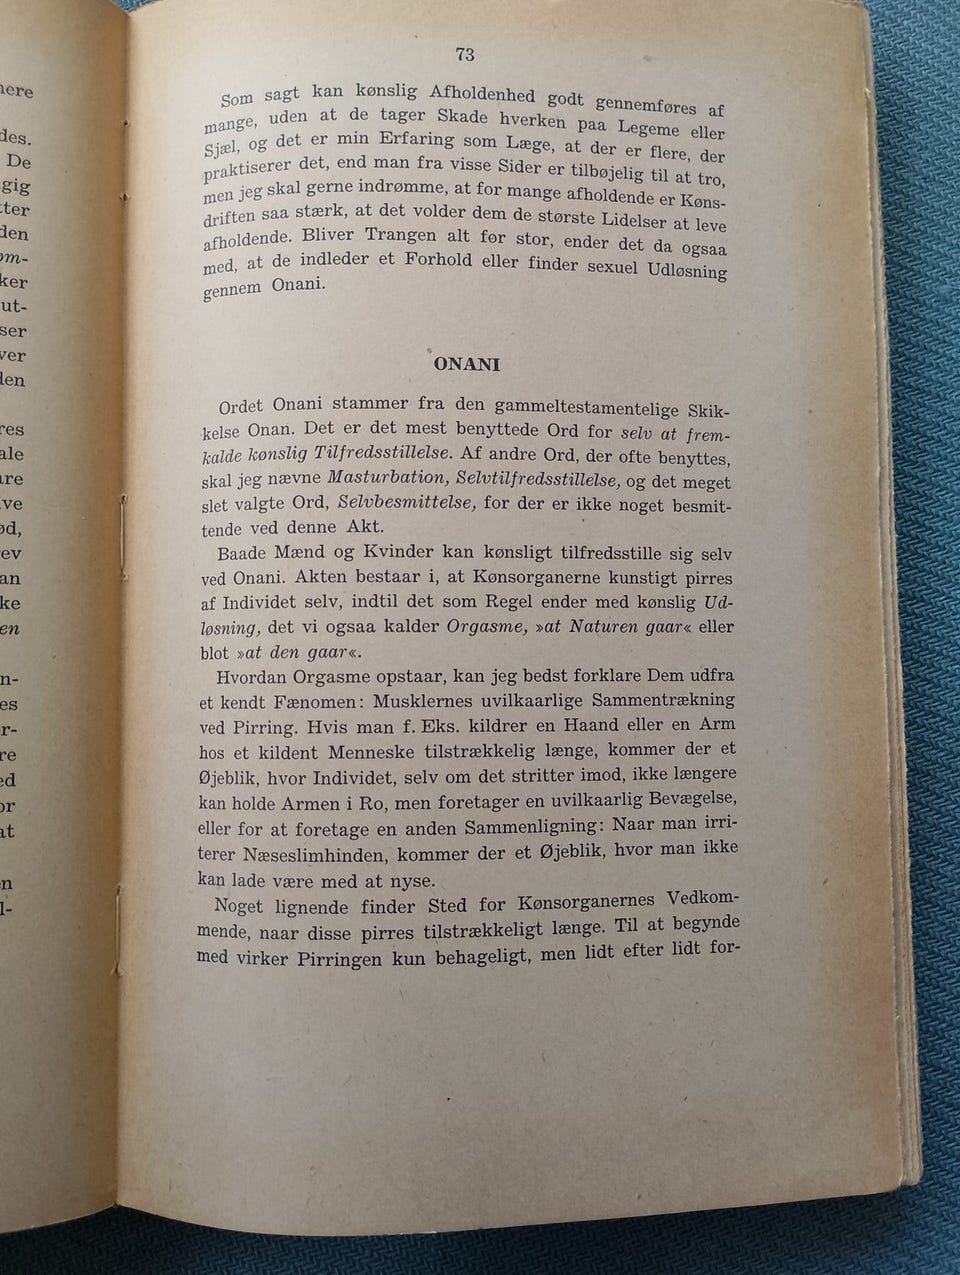 73
Som sagt kan kønslig Afholdenhed godt gennemføres af
mange, uden at de tager Skade hverken paa Legeme eller
Sjæl, og det er min Erfaring som Læge, at der er flere, der
praktiserer det, end man fra visse Sider er tilbøjelig til at tro,
men jeg skal gerne indrømme, at for mange afholdende er Køns-
driften saa stærk, at det volder dem de største Lidelser at leve
afholdende. Bliver Trangen alt for stor, ender det da ogsaa
med, at de indleder et Forhold eller finder sexuel Udløsning
gennem Onani.
ONANI
Ordet Onani stammer fra den gammeltestamentelige Skik-
kelse Onan. Det er det mest benyttede Ord for selv at frem-
kalde kønslig Tilfredsstillelse. Af andre Ord, der ofte benyttes,
skal jeg nævne Masturbation, Selvtilfredsstillelse, og det meget
slet valgte Ord, Selvbesmittelse, for der er ikke noget besmit-
tende ved denne Akt.
Baade Mænd og Kvinder kan kønsligt tilfredsstille sig selv
ved Onani. Akten bestaar i, at Kønsorganerne kunstigt pirres
af Individet selv, indtil det som Regel ender med kønslig Ud-
løsning, det vi ogsaa kalder Orgasme, »at Naturen gaar« eller
blot »at den gaar«.
Hvordan Orgasme opstaar, kan jeg bedst forklare Dem udfra
et kendt Fænomen: Musklernes uvilkaarlige Sammentrækning
ved Pirring. Hvis man f. Eks. kildrer en Haand eller en Arm
hos et kildent Menneske tilstrækkelig længe, kommer der et
Øjeblik, hvor Individet, selv om det stritter imod, ikke længere
kan holde Armen i Ro, men foretager en uvilkaarlig Bevægelse,
eller for at foretage en anden Sammenligning: Naar man irri-
terer Næseslimhinden, kommer der et Øjeblik, hvor man ikke
kan lade være med at nyse.
Noget lignende finder Sted for Kønsorganernes Vedkom-
mende, naar disse pirres tilstrækkeligt længe. Til at begynde
med virker Pirringen kun behageligt, men lidt efter lidt for-